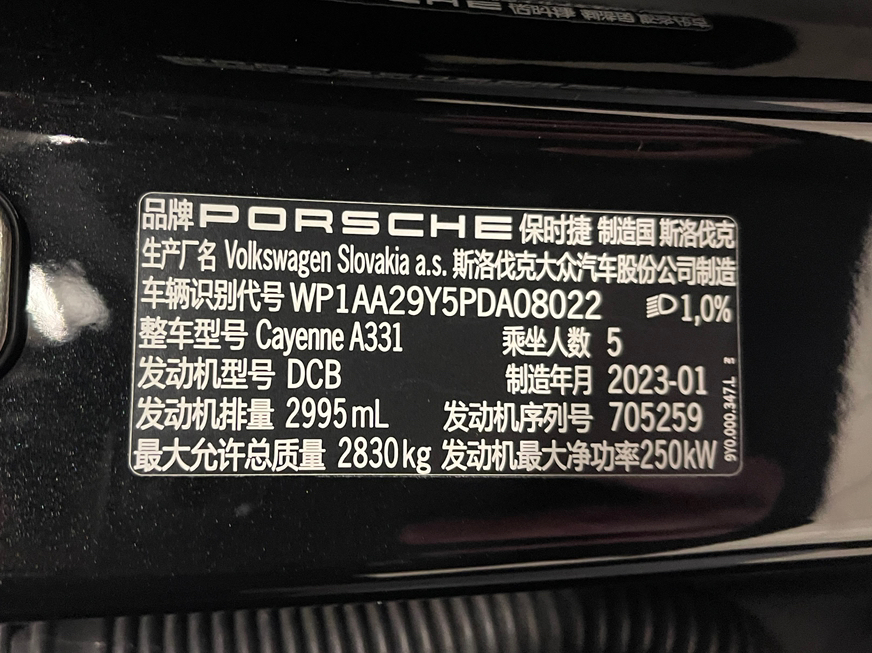 品牌 PORSCHE 保时捷 制造国 斯洛伐克
生产厂名 Volkswagen Slovakia a.s. 斯洛伐克大众汽车股份公司制造
车辆识别代号 WP1AA29Y5PDA08022 1,0%
整车型号 Cayenne A331 乘坐人数 5
发动机型号 DCB 制造年月 2023-01
发动机排量 2995 mL 发动机序列号 705259
最大允许总质量 2830 kg 发动机最大净功率 250kW
9Y0.000.347.L